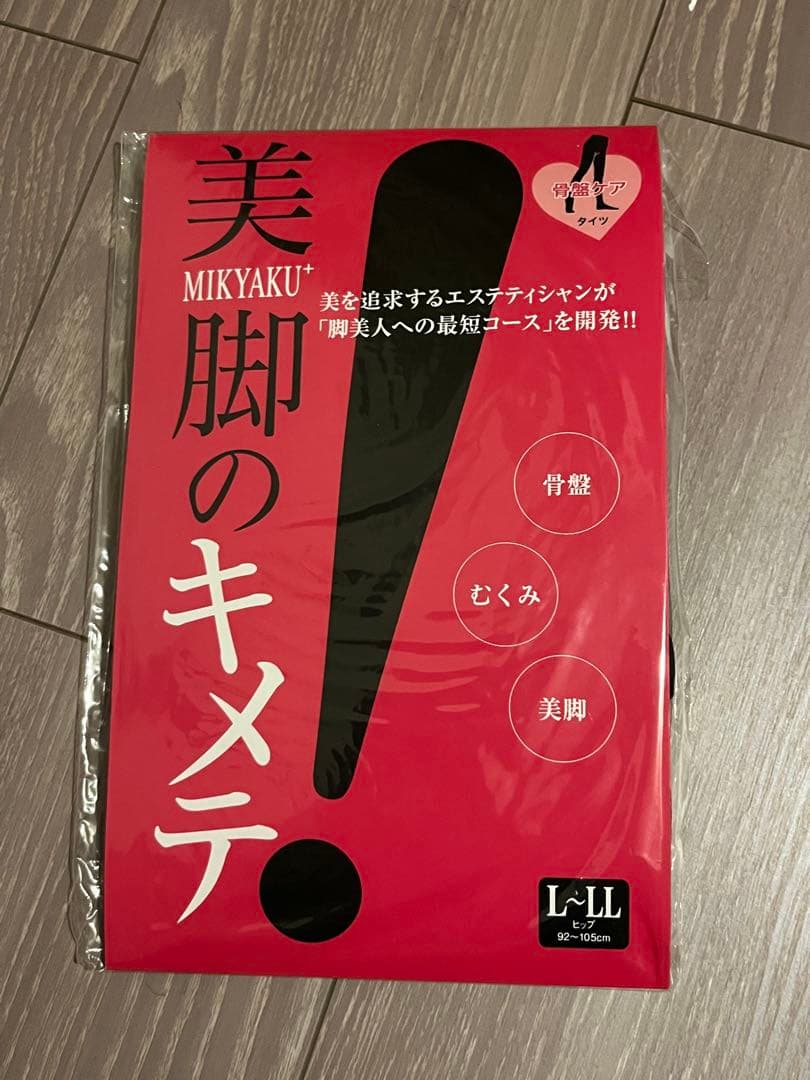 美脚のキメテ
MIKYAKU+
骨盤ケア
タイツ
美を追求するエステティシャンが
「脚美人への最短コース」を開発!!
骨盤
むくみ
美脚
L〜LL
ヒップ
92〜105cm